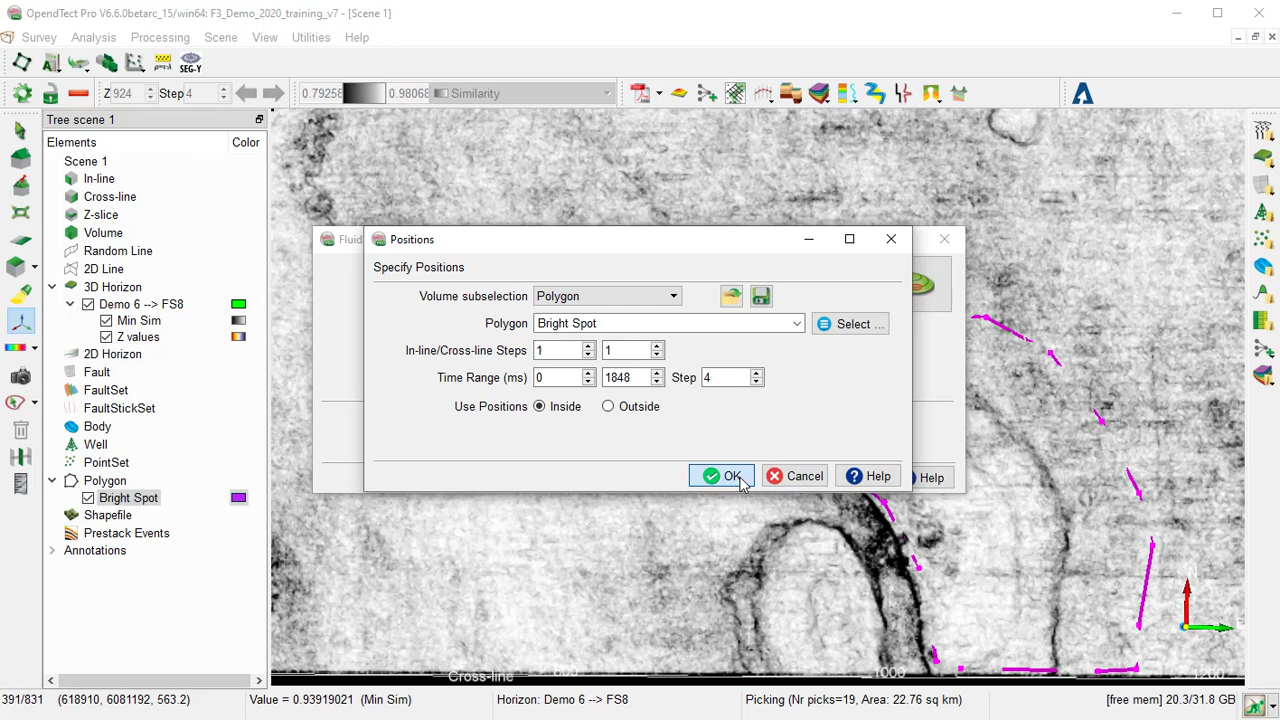 OpendTect Pro V6.6.0betarc_15/win64: F3_Demo_2020_training_v7 - [Scene 1]
Survey Analysis Processing Scene View Utilities Help
SEG-Y
Z 924 Step 4 0.79258 0.98068 Similarity
Tree scene 1
Elements Color
Scene 1
In-line
Cross-line
Z-slice
Volume
Random Line
2D Line
3D Horizon
Demo 6 --> FS8
Min Sim
Z values
2D Horizon
Fault
FaultSet
FaultStickSet
Body
Well
PointSet
Polygon
Bright Spot
Shapefile
Prestack Events
Annotations
Fluid
Help
Positions
Specify Positions
Volume subselection Polygon
Polygon Bright Spot Select ...
In-line/Cross-line Steps 1 1
Time Range (ms) 0 1848 Step 4
Use Positions Inside Outside
OK Cancel Help
Cross-line 1000 1200
391/831 (618910, 6081192, 563.2) Value = 0.93919021 (Min Sim) Horizon: Demo 6 --> FS8 Picking (Nr picks=19, Area: 22.76 sq km) [free mem] 20.3/31.8 GB